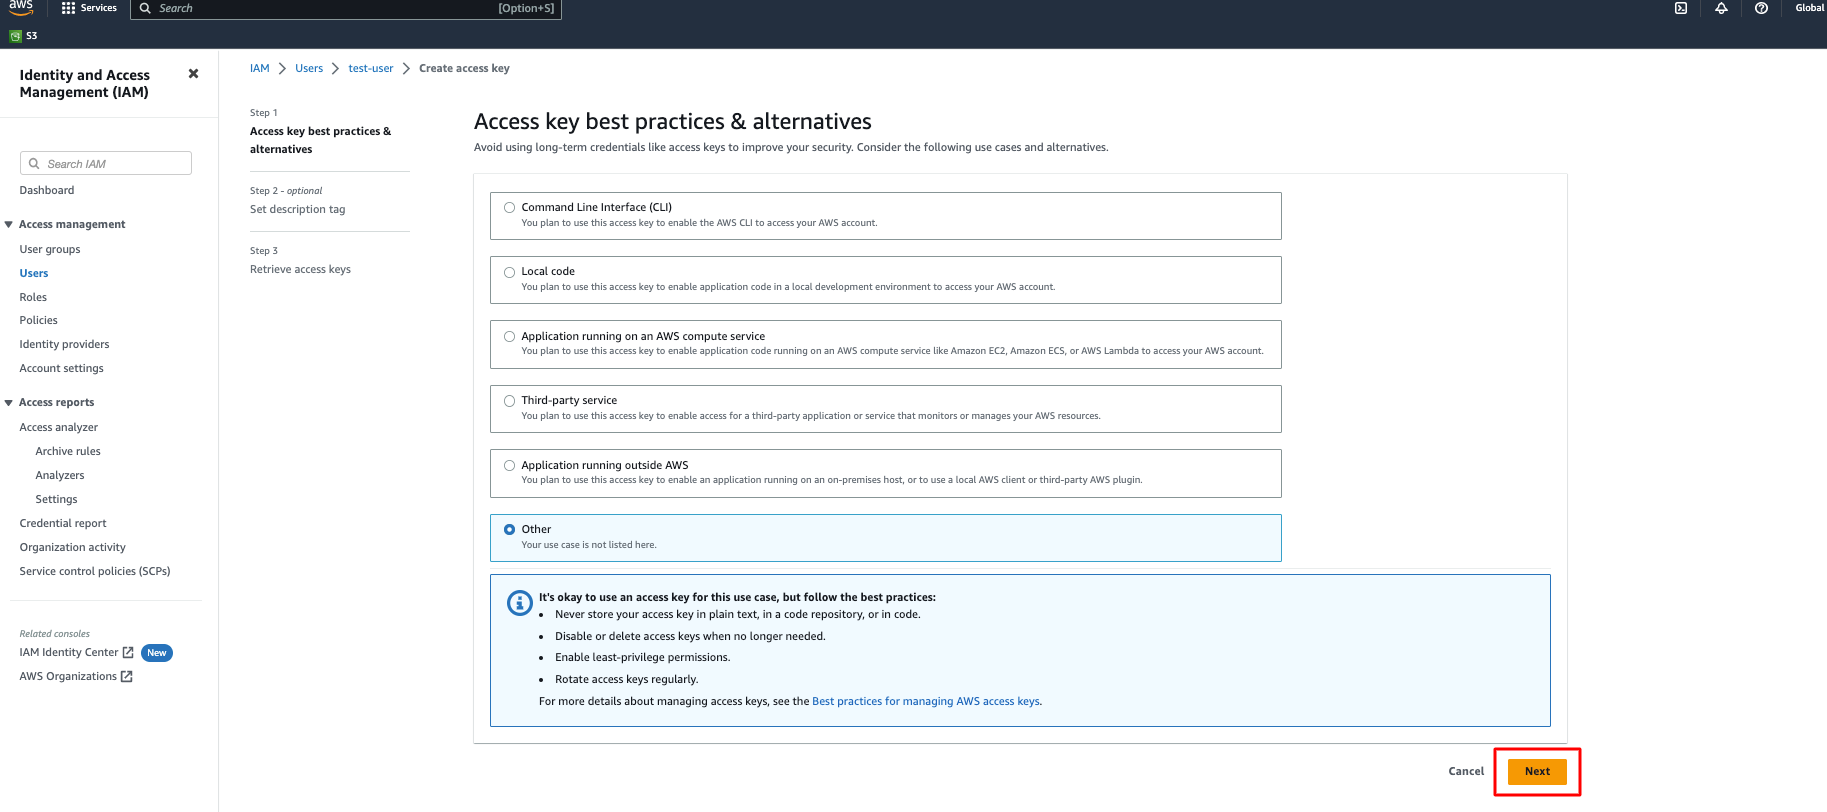 aws
Services
Search
[Option+S]
Global
S3
Identity and Access
Management (IAM)
Search IAM
Dashboard
Access management
User groups
Users
Roles
Policies
Identity providers
Account settings
Access reports
Access analyzer
Archive rules
Analyzers
Settings
Credential report
Organization activity
Service control policies (SCPs)
Related consoles
IAM Identity Center New
AWS Organizations
IAM > Users > test-user > Create access key
Step 1
Access key best practices &
alternatives
Step 2 - optional
Set description tag
Step 3
Retrieve access keys
Access key best practices & alternatives
Avoid using long-term credentials like access keys to improve your security. Consider the following use cases and alternatives.
Command Line Interface (CLI)
You plan to use this access key to enable the AWS CLI to access your AWS account.
Local code
You plan to use this access key to enable application code in a local development environment to access your AWS account.
Application running on an AWS compute service
You plan to use this access key to enable application code running on an AWS compute service like Amazon EC2, Amazon ECS, or AWS Lambda to access your AWS account.
Third-party service
You plan to use this access key to enable access for a third-party application or service that monitors or manages your AWS resources.
Application running outside AWS
You plan to use this access key to enable an application running on an on-premises host, or to use a local AWS client or third-party AWS plugin.
Other
Your use case is not listed here.
It's okay to use an access key for this use case, but follow the best practices:
• Never store your access key in plain text, in a code repository, or in code.
• Disable or delete access keys when no longer needed.
• Enable least-privilege permissions.
• Rotate access keys regularly.
For more details about managing access keys, see the Best practices for managing AWS access keys.
Cancel
Next